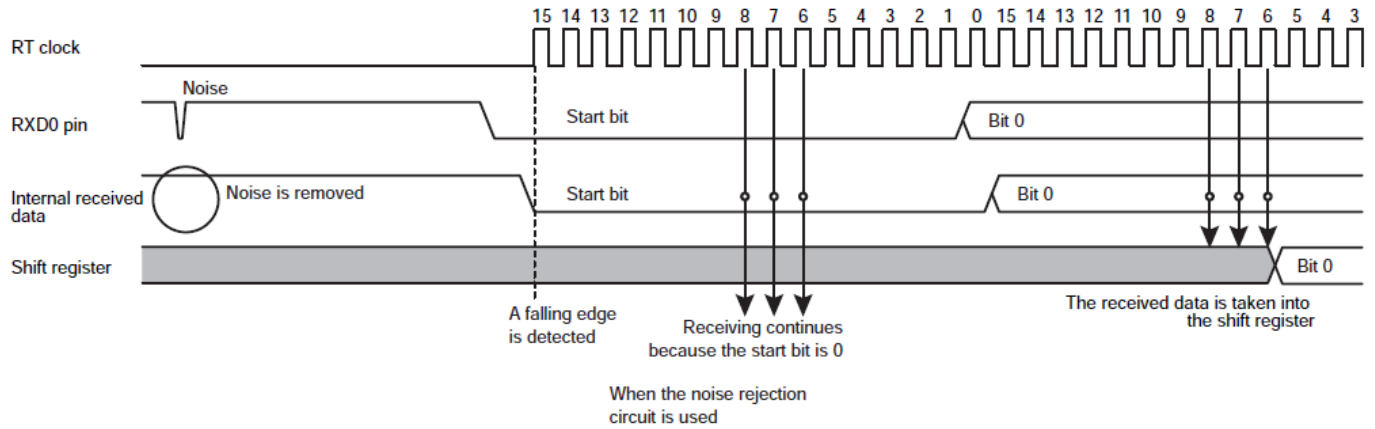 15 14 13 12 11 10 9 8 7 6 5 4 3 2 1 0 15 14 13 12 11 10 9 8 7 6 5 4 3
RT clock
Noise
RXD0 pin
Start bit
Bit 0
Internal received
data
Noise is removed
Start bit
Bit 0
Shift register
Bit 0
A falling edge
is detected
Receiving continues
because the start bit is 0
The received data is taken into
the shift register
When the noise rejection
circuit is used